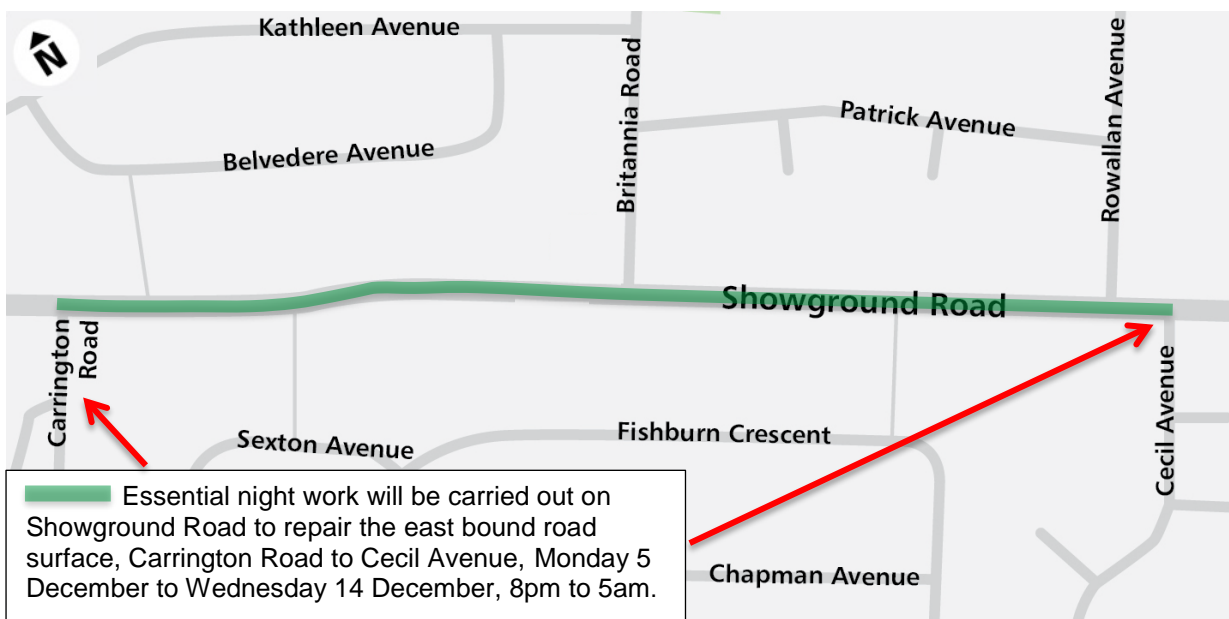 N
Kathleen Avenue
Britannia Road
Rowallan Avenue
Patrick Avenue
Belvedere Avenue
Showground Road
Carrington
Road
Cecil Avenue
Sexton Avenue
Fishburn Crescent
Chapman Avenue
Essential night work will be carried out on
Showground Road to repair the east bound road
surface, Carrington Road to Cecil Avenue, Monday 5
December to Wednesday 14 December, 8pm to 5am.